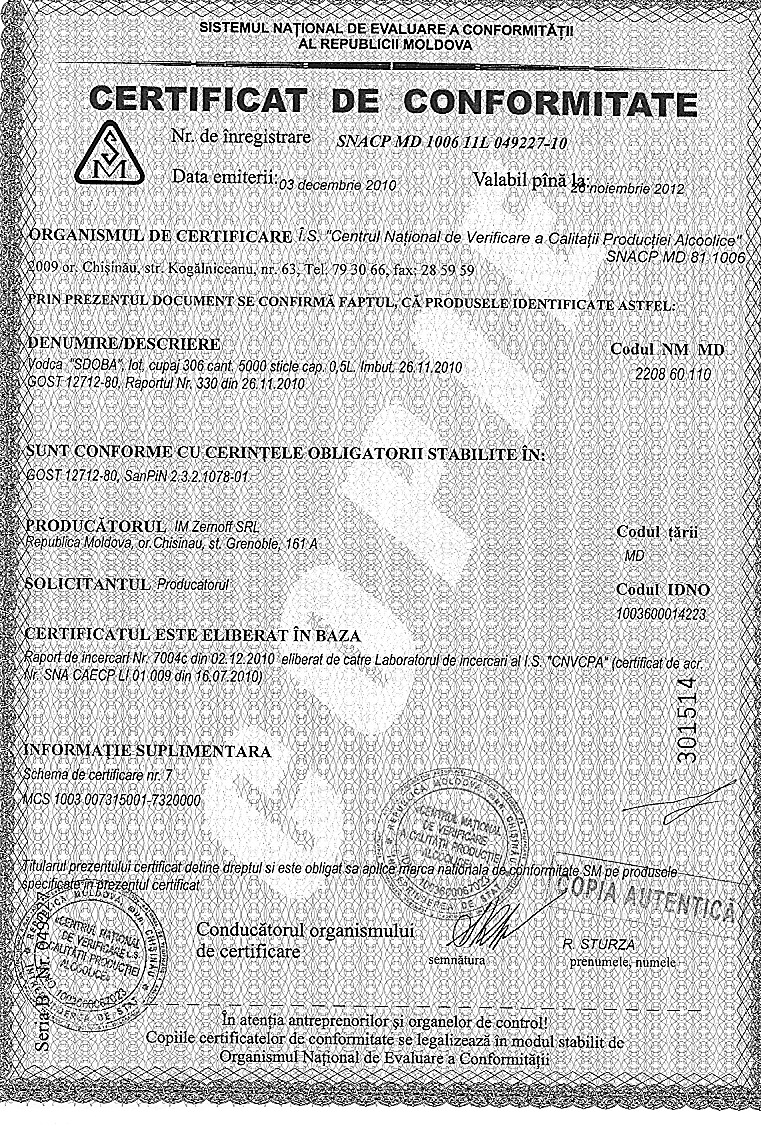 SISTEMUL NAȚIONAL DE EVALUARE A CONFORMITĂȚII
AL REPUBLICII MOLDOVA
CERTIFICAT DE CONFORMITATE
SM
Nr. de înregistrare SNACP MD 1006 11L 049227-10
Data emiterii: 03 decembrie 2010 Valabil pînă la: noiembrie 2012
ORGANISMUL DE CERTIFICARE Î.S. "Centrul National de Verificare a Calitații Producției Alcoolice"
SNACP MD 81 1006
2009 or. Chișinău, str. Kogălniceanu, nr. 63, Tel: 79 30 66, fax: 28 59 59
PRIN PREZENTUL DOCUMENT SE CONFIRMĂ FAPTUL, CĂ PRODUSELE IDENTIFICATE ASTFEL:
DENUMIRE/DESCRIERE Codul NM MD
Vodca "SDOBA", lot. cupaj 306 cant. 5000 sticle cap. 0,5L. Imbut. 26.11.2010
2208 60 110
GOST 12712-80, Raportul Nr. 330 din 26.11.2010
SUNT CONFORME CU CERINȚELE OBLIGATORII STABILITE ÎN:
GOST 12712-80, SanPiN 2.3.2.1078-01
PRODUCĂTORUL IM Zernoff SRL
Codul țării
Republica Moldova, or. Chisinau, st. Grenoble, 161 A
MD
SOLICITANTUL Producatorul
Codul IDNO
1003600014223
CERTIFICATUL ESTE ELIBERAT ÎN BAZA
Raport de incercari Nr. 7004c din 02.12.2010 eliberat de catre Laboratorul de incercari al I.S. "CNVCPA" (certificat de acr.
Nr. SNA CAECP LI 01 009 din 16.07.2010)
301514
INFORMAȚIE SUPLIMENTARA
Schema de certificare nr. 7
MCS 1003 007315001-7320000
COPIE
REPUBLICA MOLDOVA
CENTRUL NATIONAL
DE VERIFICARE
A CALITĂȚII PRODUCȚIEI
ALCOOLICE
1003600067023
ÎNTREPRINDEREA DE STAT
Titularul prezentului certificat detine dreptul si este obligat sa aplice marca nationala de conformitate SM pe produsele
specificate in prezentul certificat
COPIA AUTENTICĂ
CENTRUL NAȚIONAL
DE VERIFICARE
CALITĂȚII PRODUCȚIEI
ALCOOLICE
1003600067023
Conducătorul organismului
de certificare
semnătura
R. STURZA
prenumele, numele
În atenția antreprenorilor și organelor de control!
Copiile certificatelor de conformitate se legalizează în modul stabilit de
Organismul Național de Evaluare a Conformității